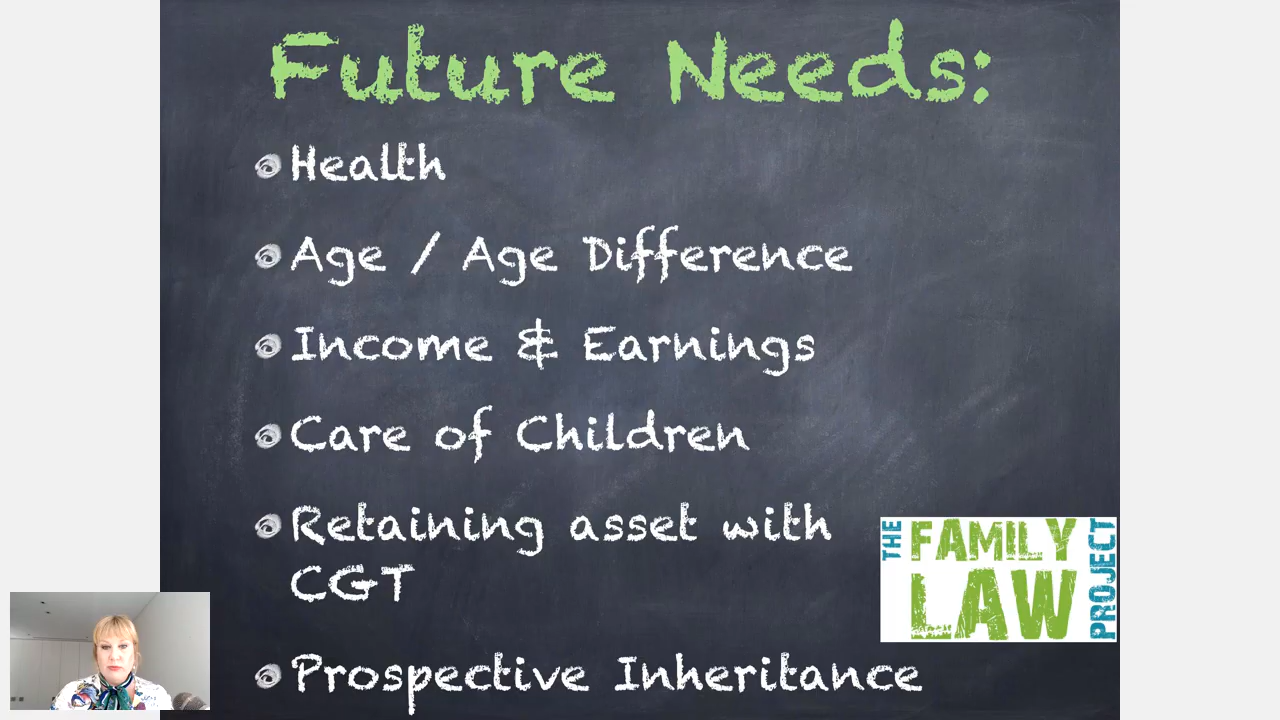 Future Needs:
Health
Age / Age Difference
Income & Earnings
Care of Children
Retaining asset with
CGT
Prospective Inheritance
THE FAMILY LAW PROJECT